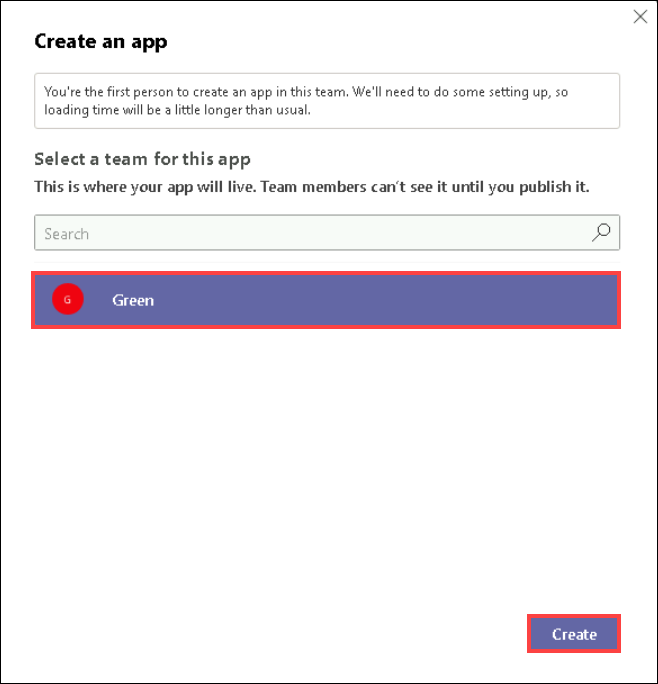 Create an app
You're the first person to create an app in this team. We'll need to do some setting up, so
loading time will be a little longer than usual.
Select a team for this app
This is where your app will live. Team members can't see it until you publish it.
Search
G Green
Create